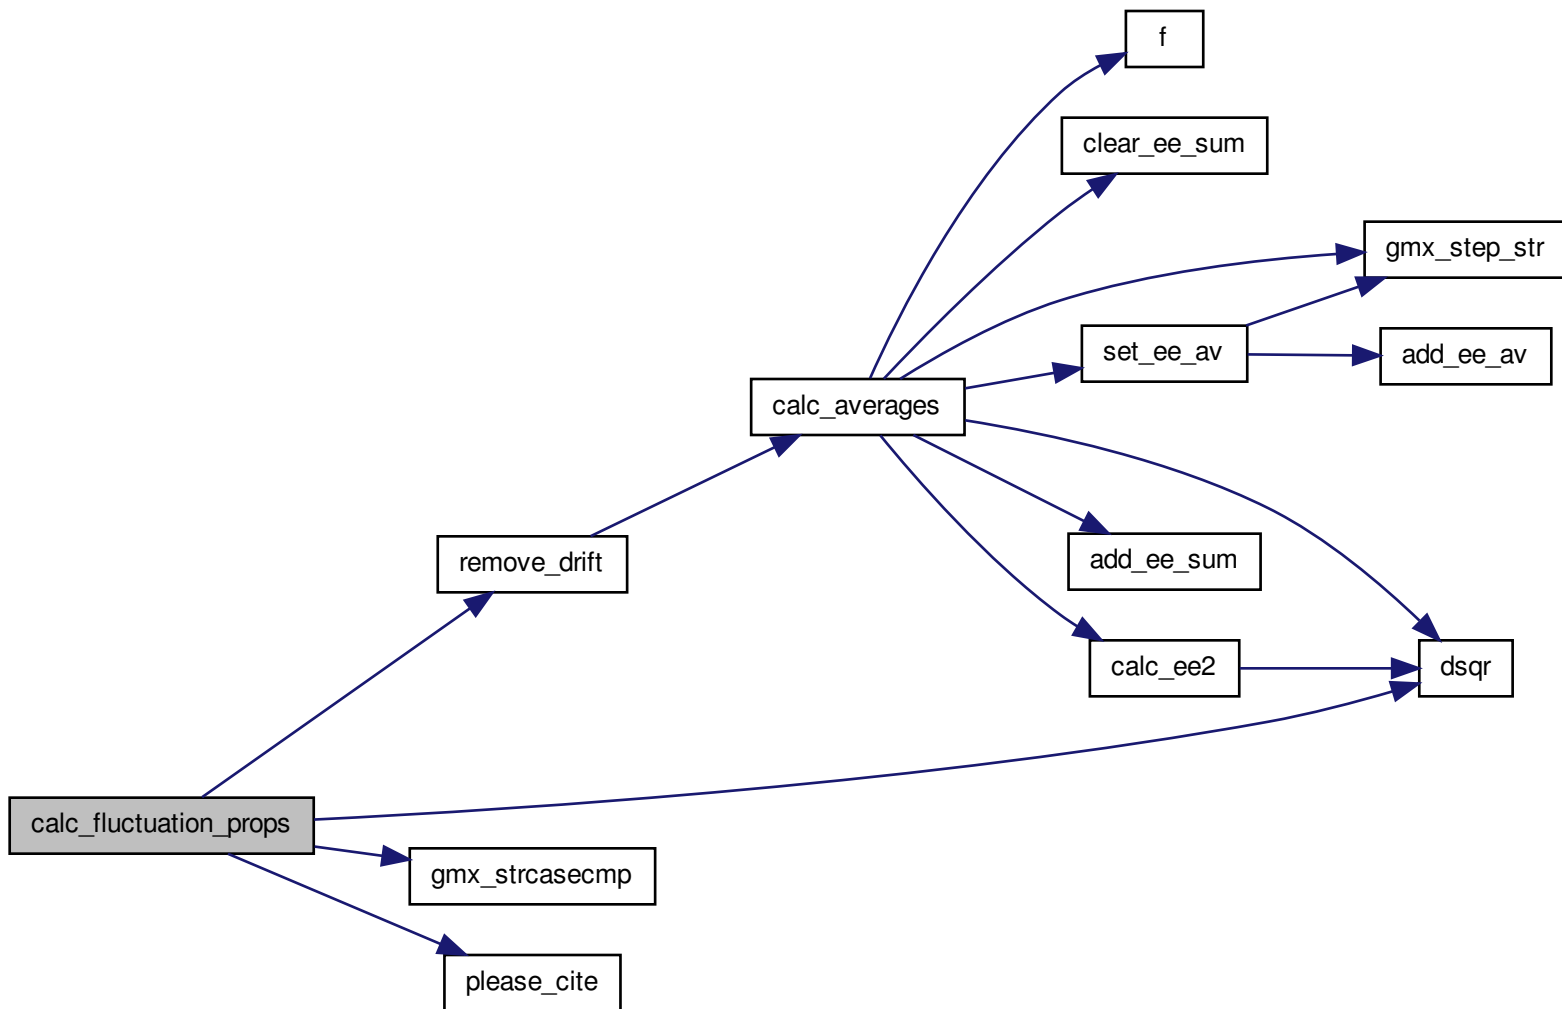 f
clear_ee_sum
gmx_step_str
set_ee_av
add_ee_av
calc_averages
remove_drift
add_ee_sum
calc_ee2
dsqr
calc_fluctuation_props
gmx_strcasecmp
please_cite